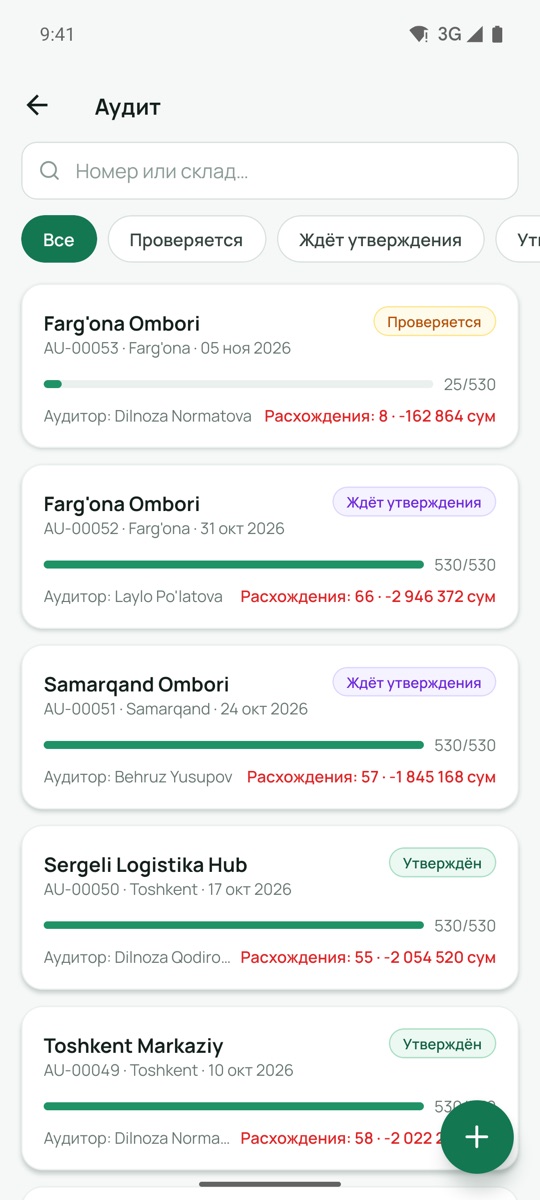 9:41
3G
Аудит
Номер или склад...
Все
Проверяется
Ждёт утверждения
Farg'ona Ombori
Проверяется
AU-00053 · Farg'ona · 05 ноя 2026
25/530
Аудитор: Dilnoza Normatova
Расхождения: 8 · -162 864 сум
Farg'ona Ombori
Ждёт утверждения
AU-00052 · Farg'ona · 31 окт 2026
530/530
Аудитор: Laylo Po'latova
Расхождения: 66 · -2 946 372 сум
Samarqand Ombori
Ждёт утверждения
AU-00051 · Samarqand · 24 окт 2026
530/530
Аудитор: Behruz Yusupov
Расхождения: 57 · -1 845 168 сум
Sergeli Logistika Hub
Утверждён
AU-00050 · Toshkent · 17 окт 2026
530/530
Аудитор: Dilnoza Qodiro...
Расхождения: 55 · -2 054 520 сум
Toshkent Markaziy
Утверждён
AU-00049 · Toshkent · 10 окт 2026
Аудитор: Dilnoza Norma...
Расхождения: 58 · -2 022